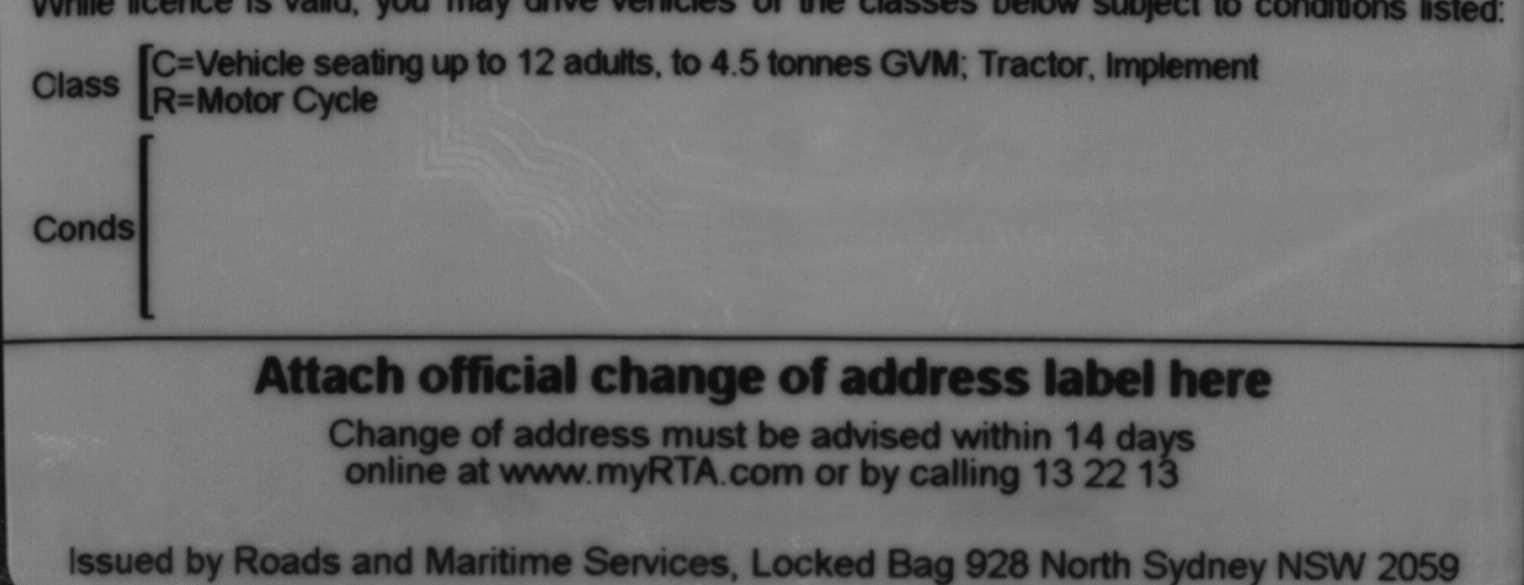 While licence is valid, you may drive vehicles of the classes below subject to conditions listed:
Class
C=Vehicle seating up to 12 adults, to 4.5 tonnes GVM; Tractor, Implement
R=Motor Cycle
Conds
Attach official change of address label here
Change of address must be advised within 14 days
online at www.myRTA.com or by calling 13 22 13
Issued by Roads and Maritime Services, Locked Bag 928 North Sydney NSW 2059